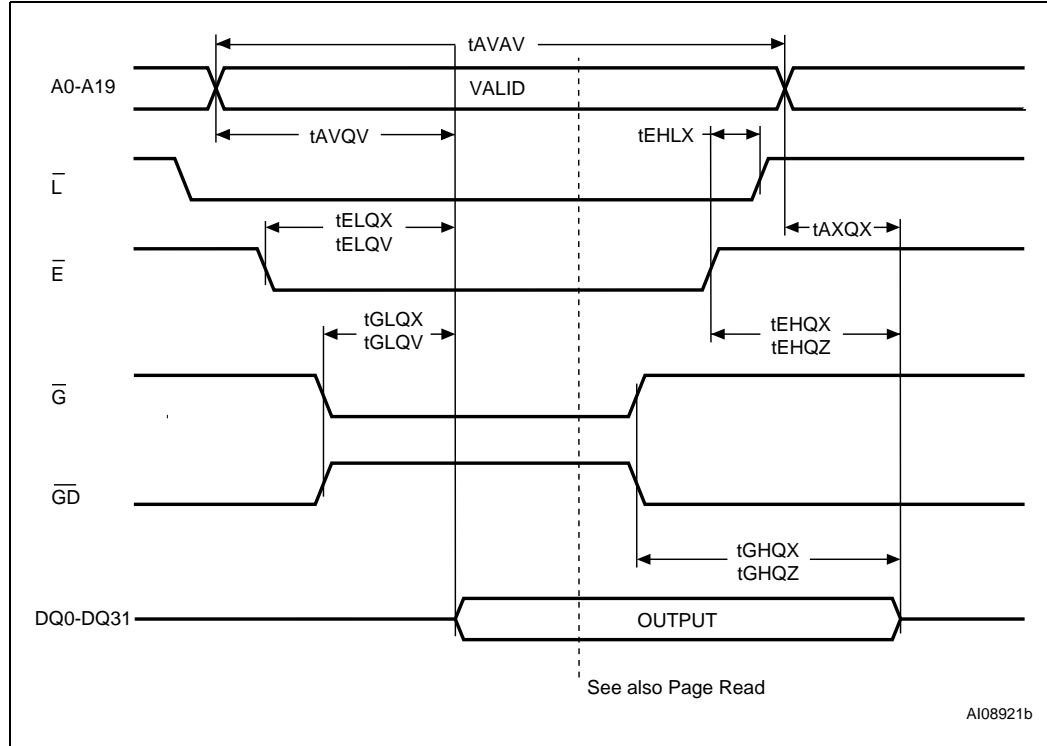 tAVAV
A0-A19
VALID
tAVQV
tEHLX
L
tELQX
tELQV
tAXQX
E
tGLQX
tGLQV
tEHQX
tEHQZ
G
GD
tGHQX
tGHQZ
DQ0-DQ31
OUTPUT
See also Page Read
AI08921b